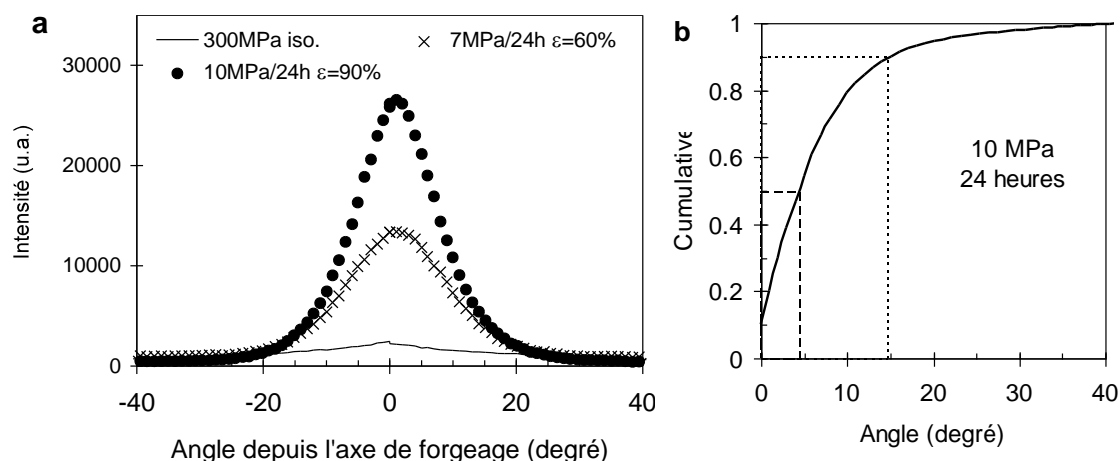 a
300MPa iso.
7MPa/24h ε=60%
10MPa/24h ε=90%
Intensité (u.a.)
30000
20000
10000
0
-40
-20
0
20
40
Angle depuis l'axe de forgeage (degré)
b
Cumulative
1
0.8
0.6
0.4
0.2
0
10 MPa
24 heures
0
10
20
30
40
Angle (degré)